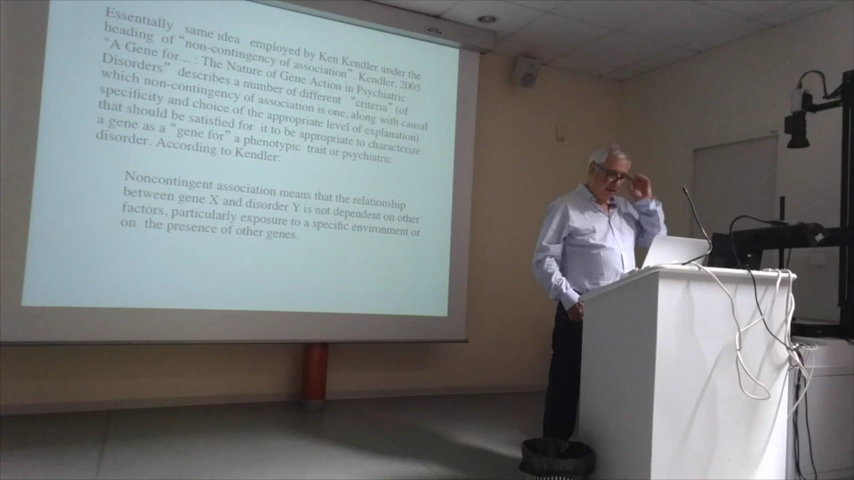 Essentially same idea employed by Ken Kendler under the
heading of "non-contingency of association" Kendler, 2005
"A Gene for... : The Nature of Gene Action in Psychiatric
Disorders" describes a number of different "criteria" (of
which non-contingency of association is one, along with causal
specificity and choice of the appropriate level of explanation)
that should be satisfied for it to be appropriate to characterize
a gene as a "gene for" a phenotypic trait or psychiatric
disorder. According to Kendler:
Noncontingent association means that the relationship
between gene X and disorder Y is not dependent on other
factors, particularly exposure to a specific environment or
on the presence of other genes.